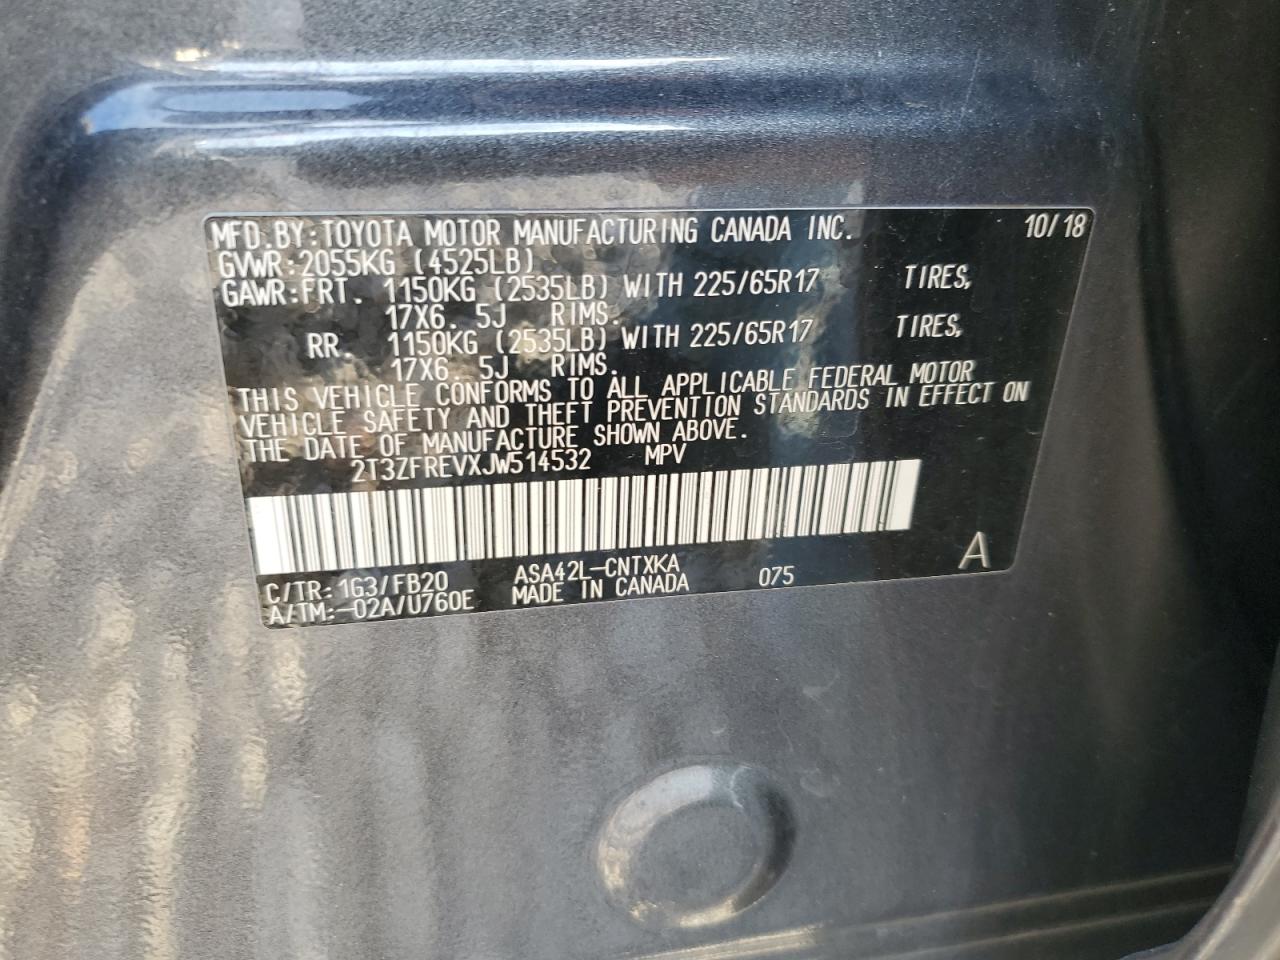 MFD.BY:TOYOTA MOTOR MANUFACTURING CANADA INC. 10/18
GVWR:2055KG (4525LB)
GAWR:FRT. 1150KG (2535LB) WITH 225/65R17 TIRES,
17X6. 5J RIMS.
RR. 1150KG (2535LB) WITH 225/65R17 TIRES,
17X6. 5J RIMS.
THIS VEHICLE CONFORMS TO ALL APPLICABLE FEDERAL MOTOR
VEHICLE SAFETY AND THEFT PREVENTION STANDARDS IN EFFECT ON
THE DATE OF MANUFACTURE SHOWN ABOVE.
2T3ZFREVXJW514532 MPV
C/TR:1G3/FB20 ASA42L-CNTXKA
A/TM:-02A/U760E MADE IN CANADA 075 A